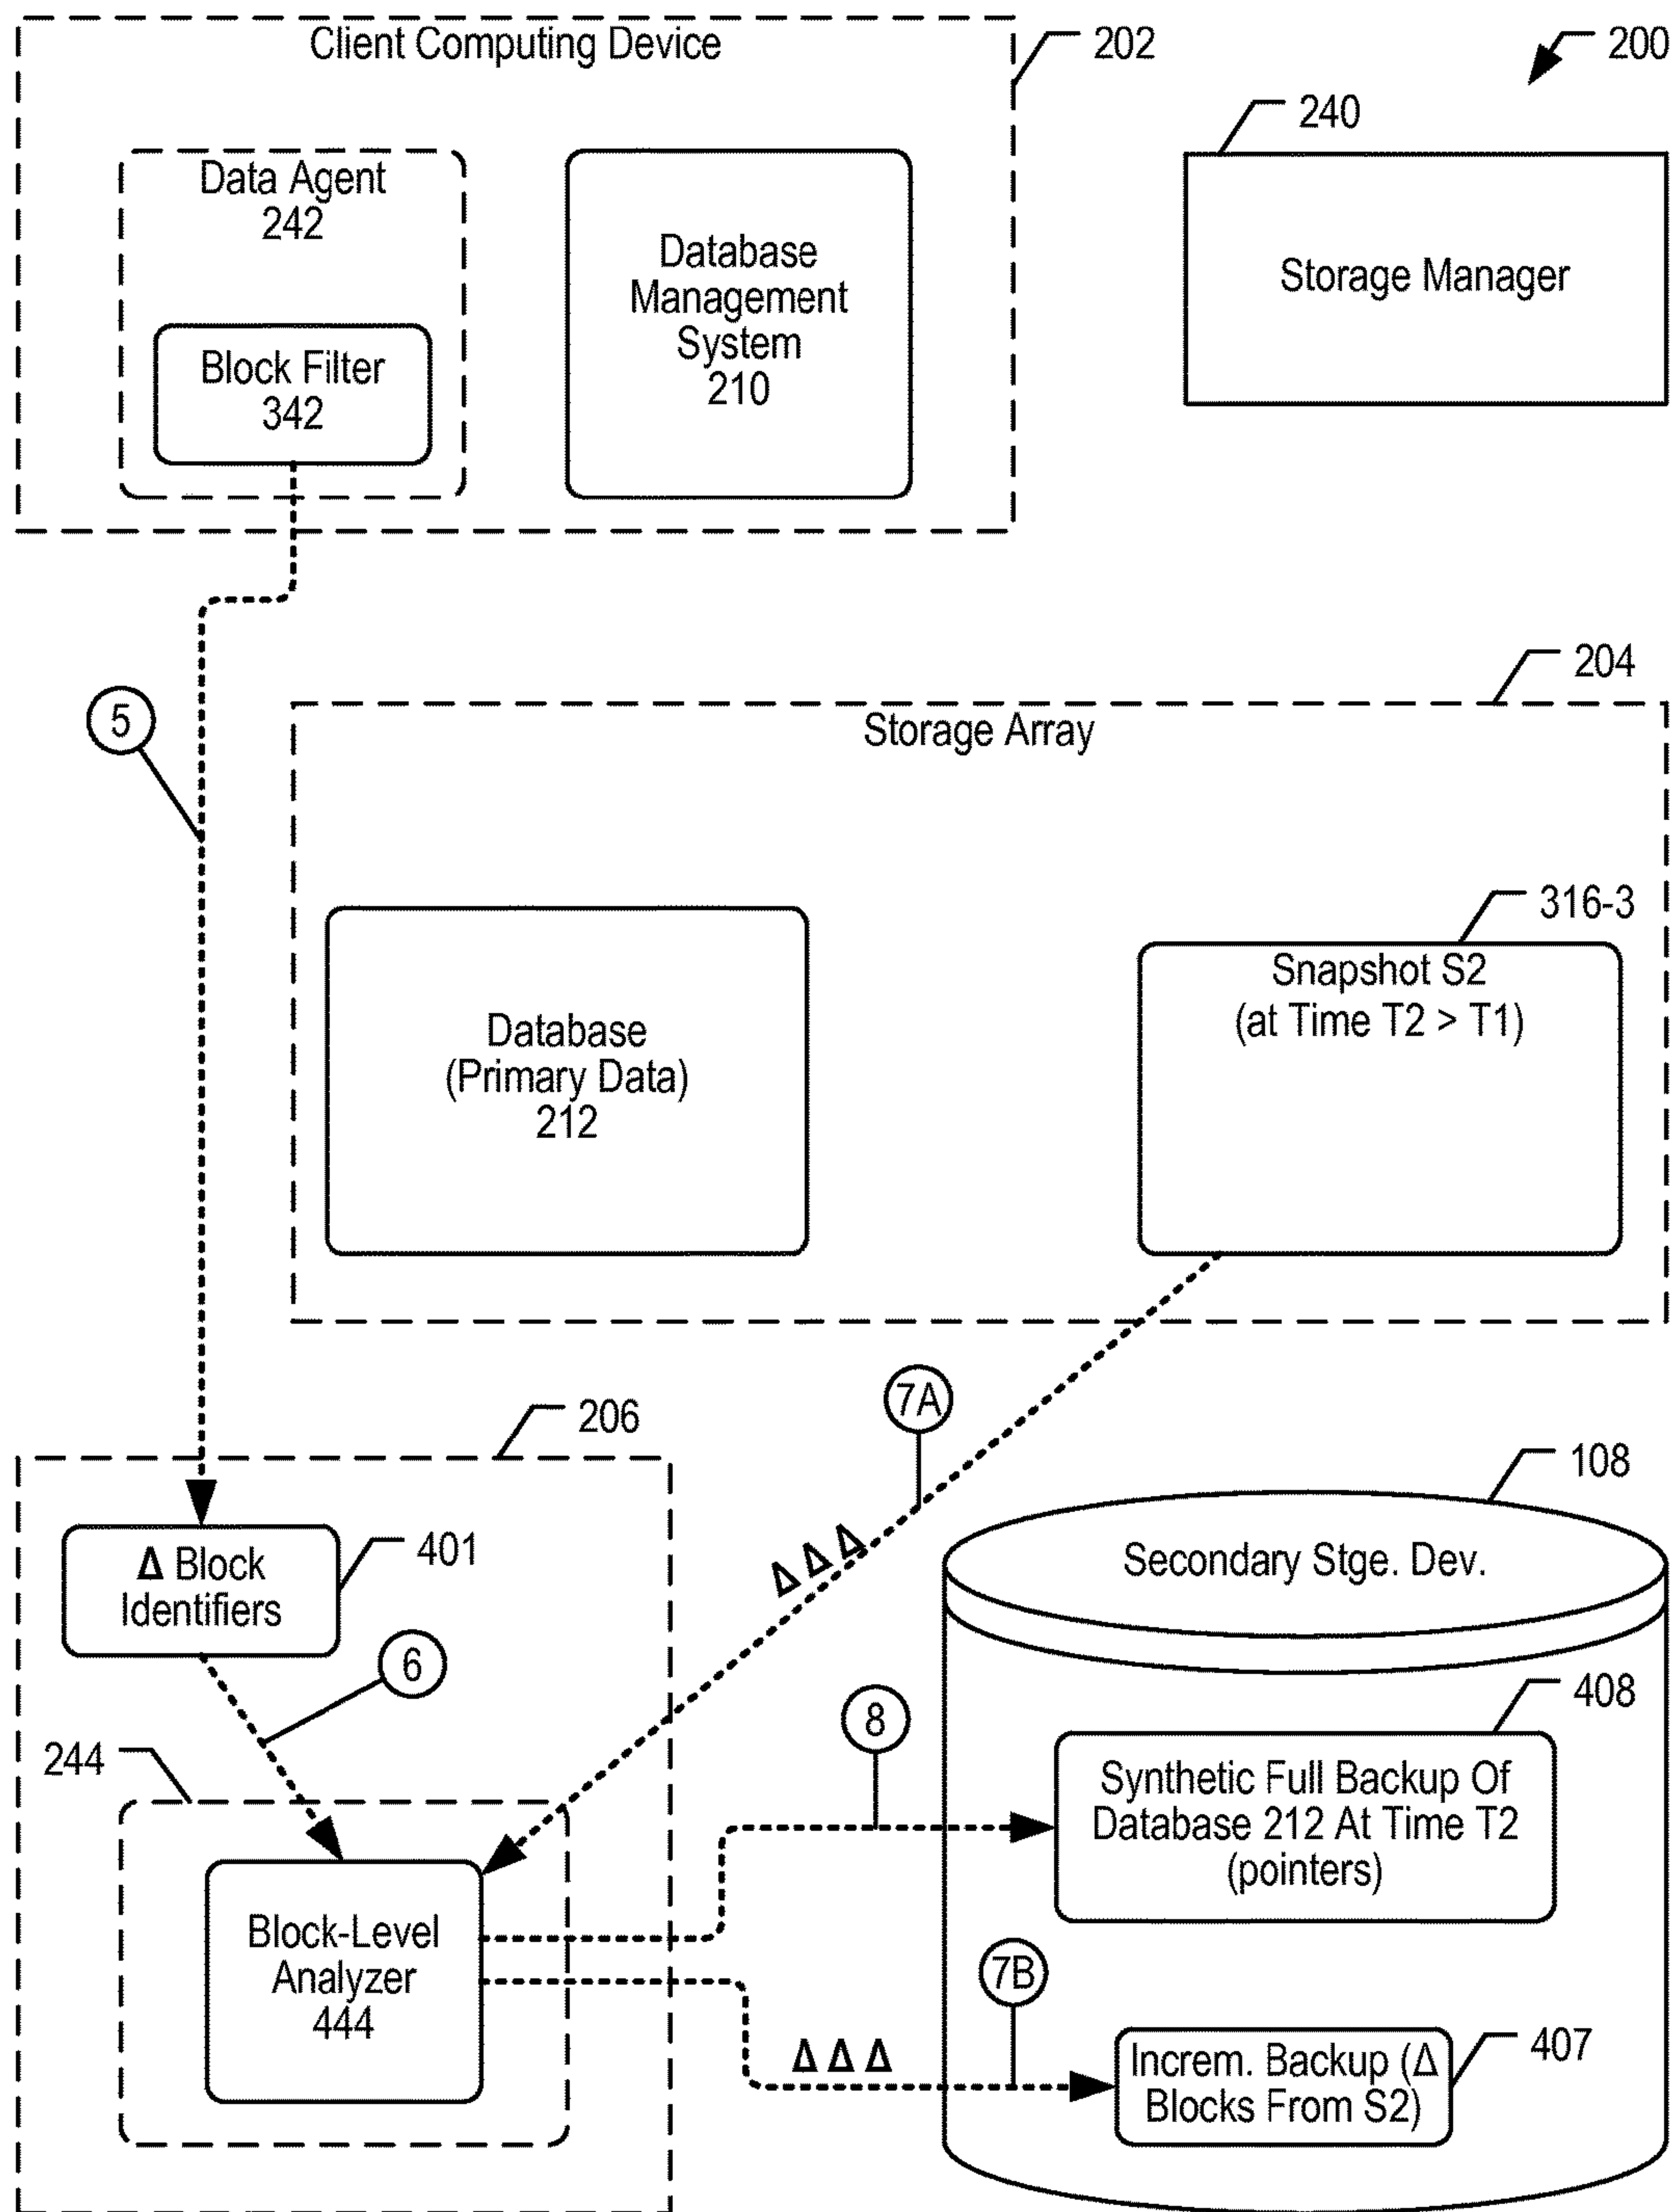 Client Computing Device
202
200
240
Data Agent
242
Block Filter
342
Database
Management
System
210
Storage Manager
204
5
Storage Array
316-3
Snapshot S2
(at Time T2 > T1)
Database
(Primary Data)
212
7A
206
108
Δ Block
Identifiers
401
Δ Δ Δ
Secondary Stge. Dev.
6
8
408
244
Synthetic Full Backup Of
Database 212 At Time T2
(pointers)
Block-Level
Analyzer
444
7B
Δ Δ Δ
407
Increm. Backup (Δ
Blocks From S2)